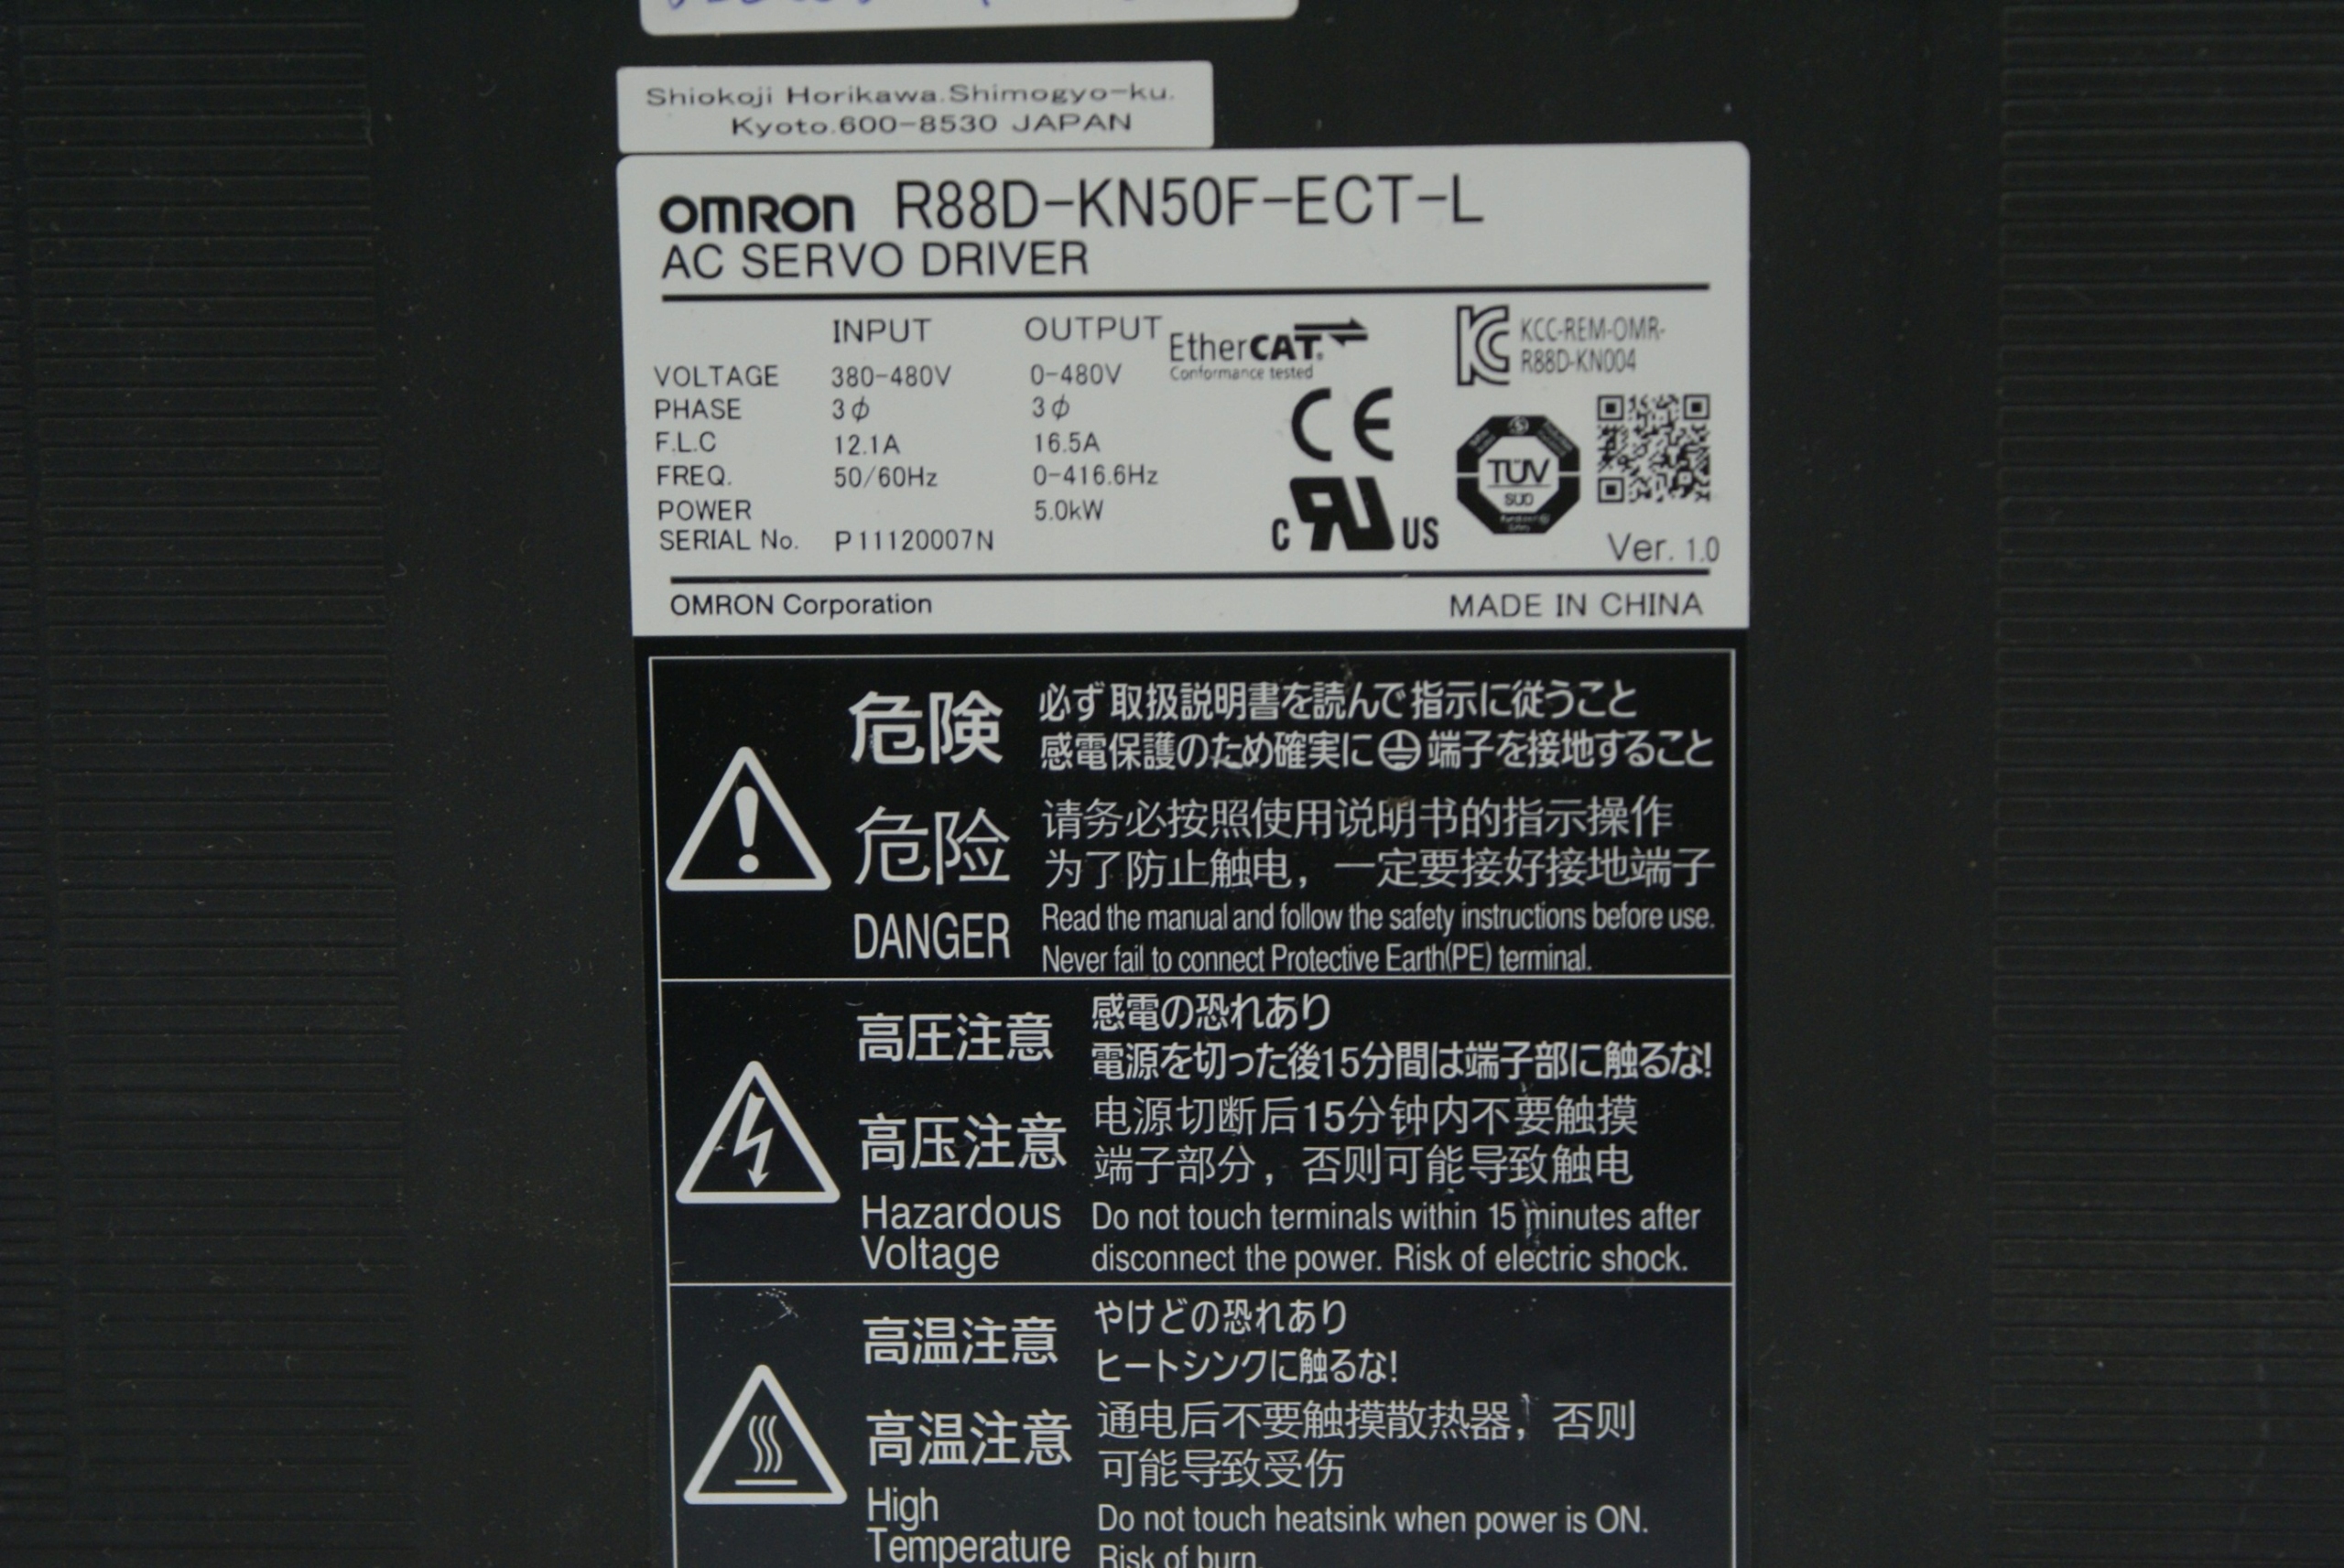 Shiokoji Horikawa.Shimogyo-ku.
Kyoto.600-8530 JAPAN
OMRON R88D-KN50F-ECT-L
AC SERVO DRIVER
INPUT OUTPUT
VOLTAGE 380-480V 0-480V
PHASE 3ϕ 3ϕ
F.L.C 12.1A 16.5A
FREQ. 50/60Hz 0-416.6Hz
POWER 5.0kW
SERIAL No. P11120007N
EtherCAT®
Conformance tested
KCC-REM-OMR-
R88D-KN004
CE
TÜV
SÜD
C US
Ver. 1.0
OMRON Corporation MADE IN CHINA
危険
必ず取扱説明書を読んで指示に従うこと
感電保護のため確実に⏚端子を接地すること
危险
请务必按照使用说明书的指示操作
为了防止触电，一定要接好接地端子
DANGER
Read the manual and follow the safety instructions before use.
Never fail to connect Protective Earth(PE) terminal.
高圧注意
感電の恐れあり
電源を切った後15分間は端子部に触るな!
高压注意
电源切断后15分钟内不要触摸
端子部分，否则可能导致触电
Hazardous
Voltage
Do not touch terminals within 15 minutes after
disconnect the power. Risk of electric shock.
高温注意
やけどの恐れあり
ヒートシンクに触るな!
高温注意
通电后不要触摸散热器，否则
可能导致受伤
High
Temperature
Do not touch heatsink when power is ON.
Risk of burn.